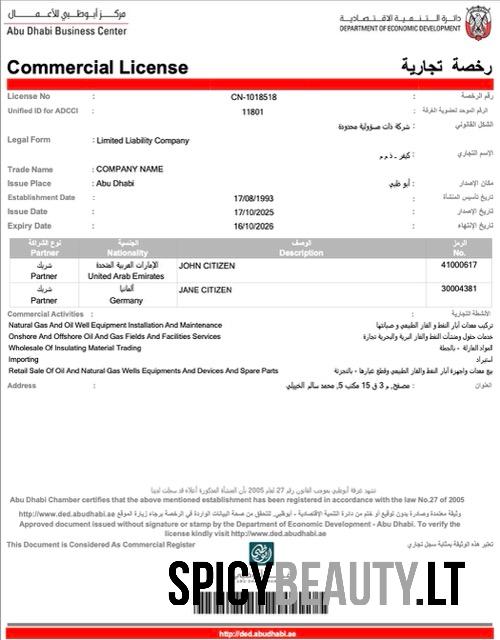 مركز أبوظبي للأعمال
Abu Dhabi Business Center
دائرة التنمية الاقتصادية
DEPARTMENT OF ECONOMIC DEVELOPMENT
Commercial License رخصة تجارية
License No : CN-1018518 : رقم الرخصة
Unified ID for ADCCI : 11801 : الرقم الموحد لعضوية الغرفة
شركة ذات مسؤولية محدودة : الشكل القانوني
Legal Form : Limited Liability Company
كيفر - ذ م م : الإسم التجاري
Trade Name : COMPANY NAME
Issue Place : Abu Dhabi أبو ظبي : مكان الإصدار
Establishment Date : 17/08/1993 : تاريخ تأسيس المنشأة
Issue Date : 17/10/2025 : تاريخ الإصدار
Expiry Date : 16/10/2026 : تاريخ الإنتهاء
نوع الشراكة الجنسية الوصف الرمز
Partner Nationality Description No.
شريك الإمارات العربية المتحدة JOHN CITIZEN 41000617
Partner United Arab Emirates
شريك ألمانيا JANE CITIZEN 30004381
Partner Germany
Commercial Activities : الأنشطة التجارية :
Natural Gas And Oil Well Equipment Installation And Maintenance تركيب معدات آبار النفط و الغاز الطبيعي و صيانتها
Onshore And Offshore Oil And Gas Fields And Facilities Services خدمات حقول ومنشآت النفط والغاز البرية والبحرية تجارة
Wholesale Of Insulating Material Trading المواد العازلة - بالجملة
Importing استيراد
Retail Sale Of Oil And Natural Gas Wells Equipments And Devices And Spare Parts بيع معدات واجهزة آبار النفط والغاز الطبيعي وقطع غيارها - بالتجزئة
Address : مصفح, م 3 ق 15 مكتب 5, محمد سالم : العنوان
تشهد غرفة أبوظبي بموجب القانون رقم 27 لعام 2005 بأن المنشأة المذكورة أعلاه قد سجلت لدينا
Abu Dhabi Chamber certifies that the above mentioned establishment has been registered in accordance with the law No.27 of 2005
وثيقة معتمدة وصادرة بدون توقيع أو ختم من دائرة التنمية الإقتصادية - أبوظبي. للتحقق من صحة البيانات الواردة في الرخصة برجاء زيارة الموقع http://www.ded.abudhabi.ae
Approved document issued without signature or stamp by the Department of Economic Development - Abu Dhabi. To verify the
license kindly visit http://www.ded.abudhabi.ae
This Document is Considered As Commercial Register تعتبر هذه الوثيقة بمثابة سجل تجاري
SPICYBEAUTY.LT
http://ded.abudhabi.ae